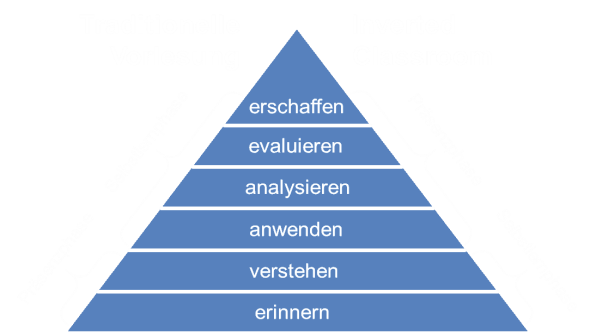 erschaffen
evaluieren
analysieren
anwenden
verstehen
erinnern